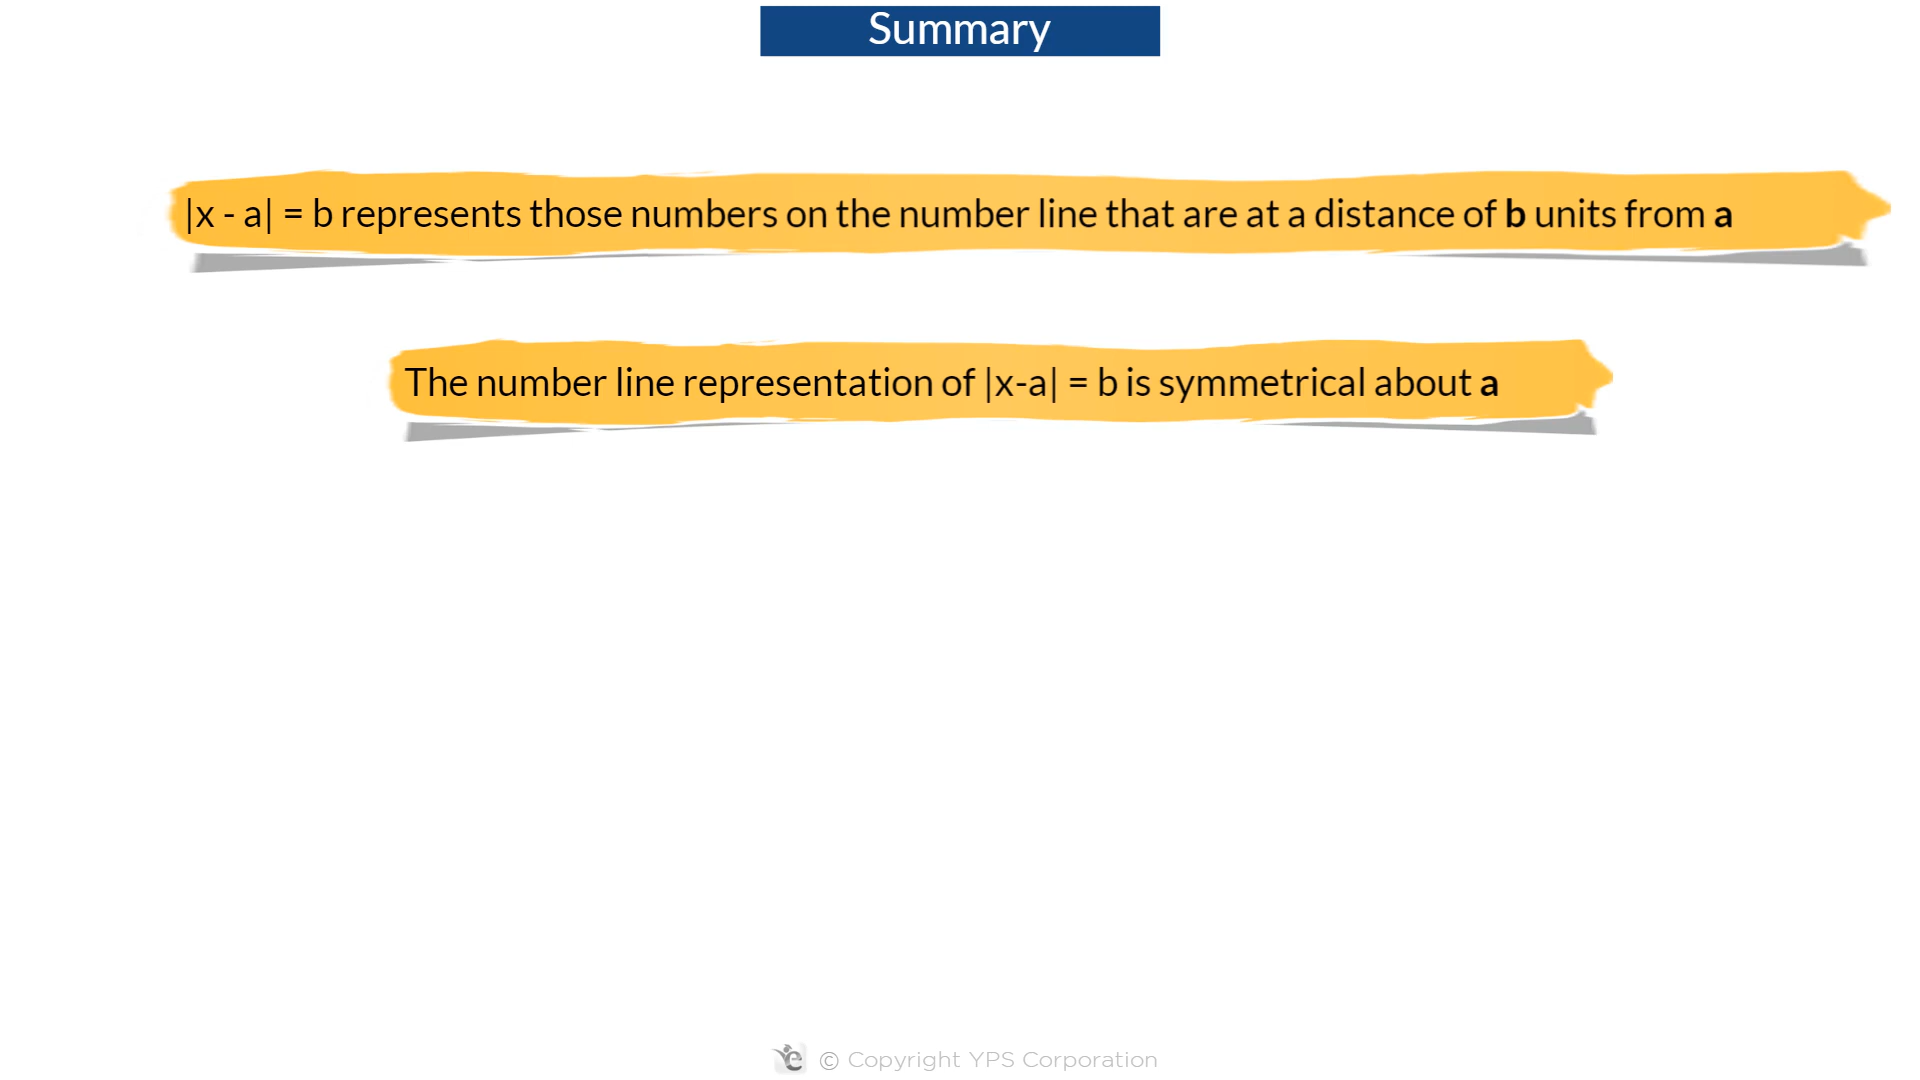 Summary
|x - a| = b represents those numbers on the number line that are at a distance of b units from a
The number line representation of |x-a| = b is symmetrical about a
e © Copyright YPS Corporation